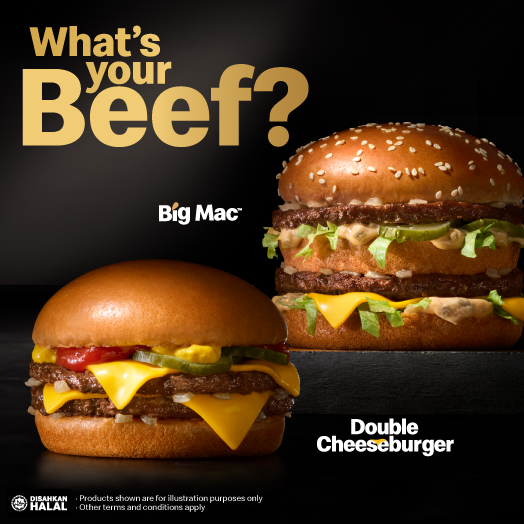 What's
your
Beef?
Big Mac™
Double
Cheeseburger
DISAHKAN
HALAL
· Products shown are for illustration purposes only
· Other terms and conditions apply